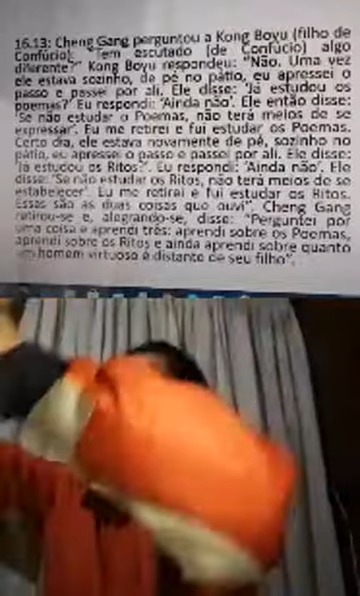 16.13: Cheng Gang perguntou a Kong Boyu (filho de
Confúcio): "Tem escutado [de Confúcio] algo
diferente?" Kong Boyu respondeu: "Não. Uma vez
ele estava sozinho, de pé no pátio, eu apressei o
passo e passei por ali. Ele disse: 'Já estudou os
poemas?' Eu respondi: 'Ainda não'. Ele então disse:
'Se não estudar o Poemas, não terá meios de se
expressar'. Eu me retirei e fui estudar os Poemas.
Certo dia, ele estava novamente de pé, sozinho no
pátio, eu apressei o passo e passei por ali. Ele disse:
'Já estudou os Ritos?'. Eu respondi: 'Ainda não'. Ele
disse: 'Se não estudar os Ritos, não terá meios de se
estabelecer'. Eu me retirei e fui estudar os Ritos.
Essas são as duas coisas que ouvi". Cheng Gang
retirou-se e, alegrando-se, disse: "Perguntei por
uma coisa e aprendi três: aprendi sobre os Poemas,
aprendi sobre os Ritos e ainda aprendi sobre quanto
um homem virtuoso é distante de seu filho".